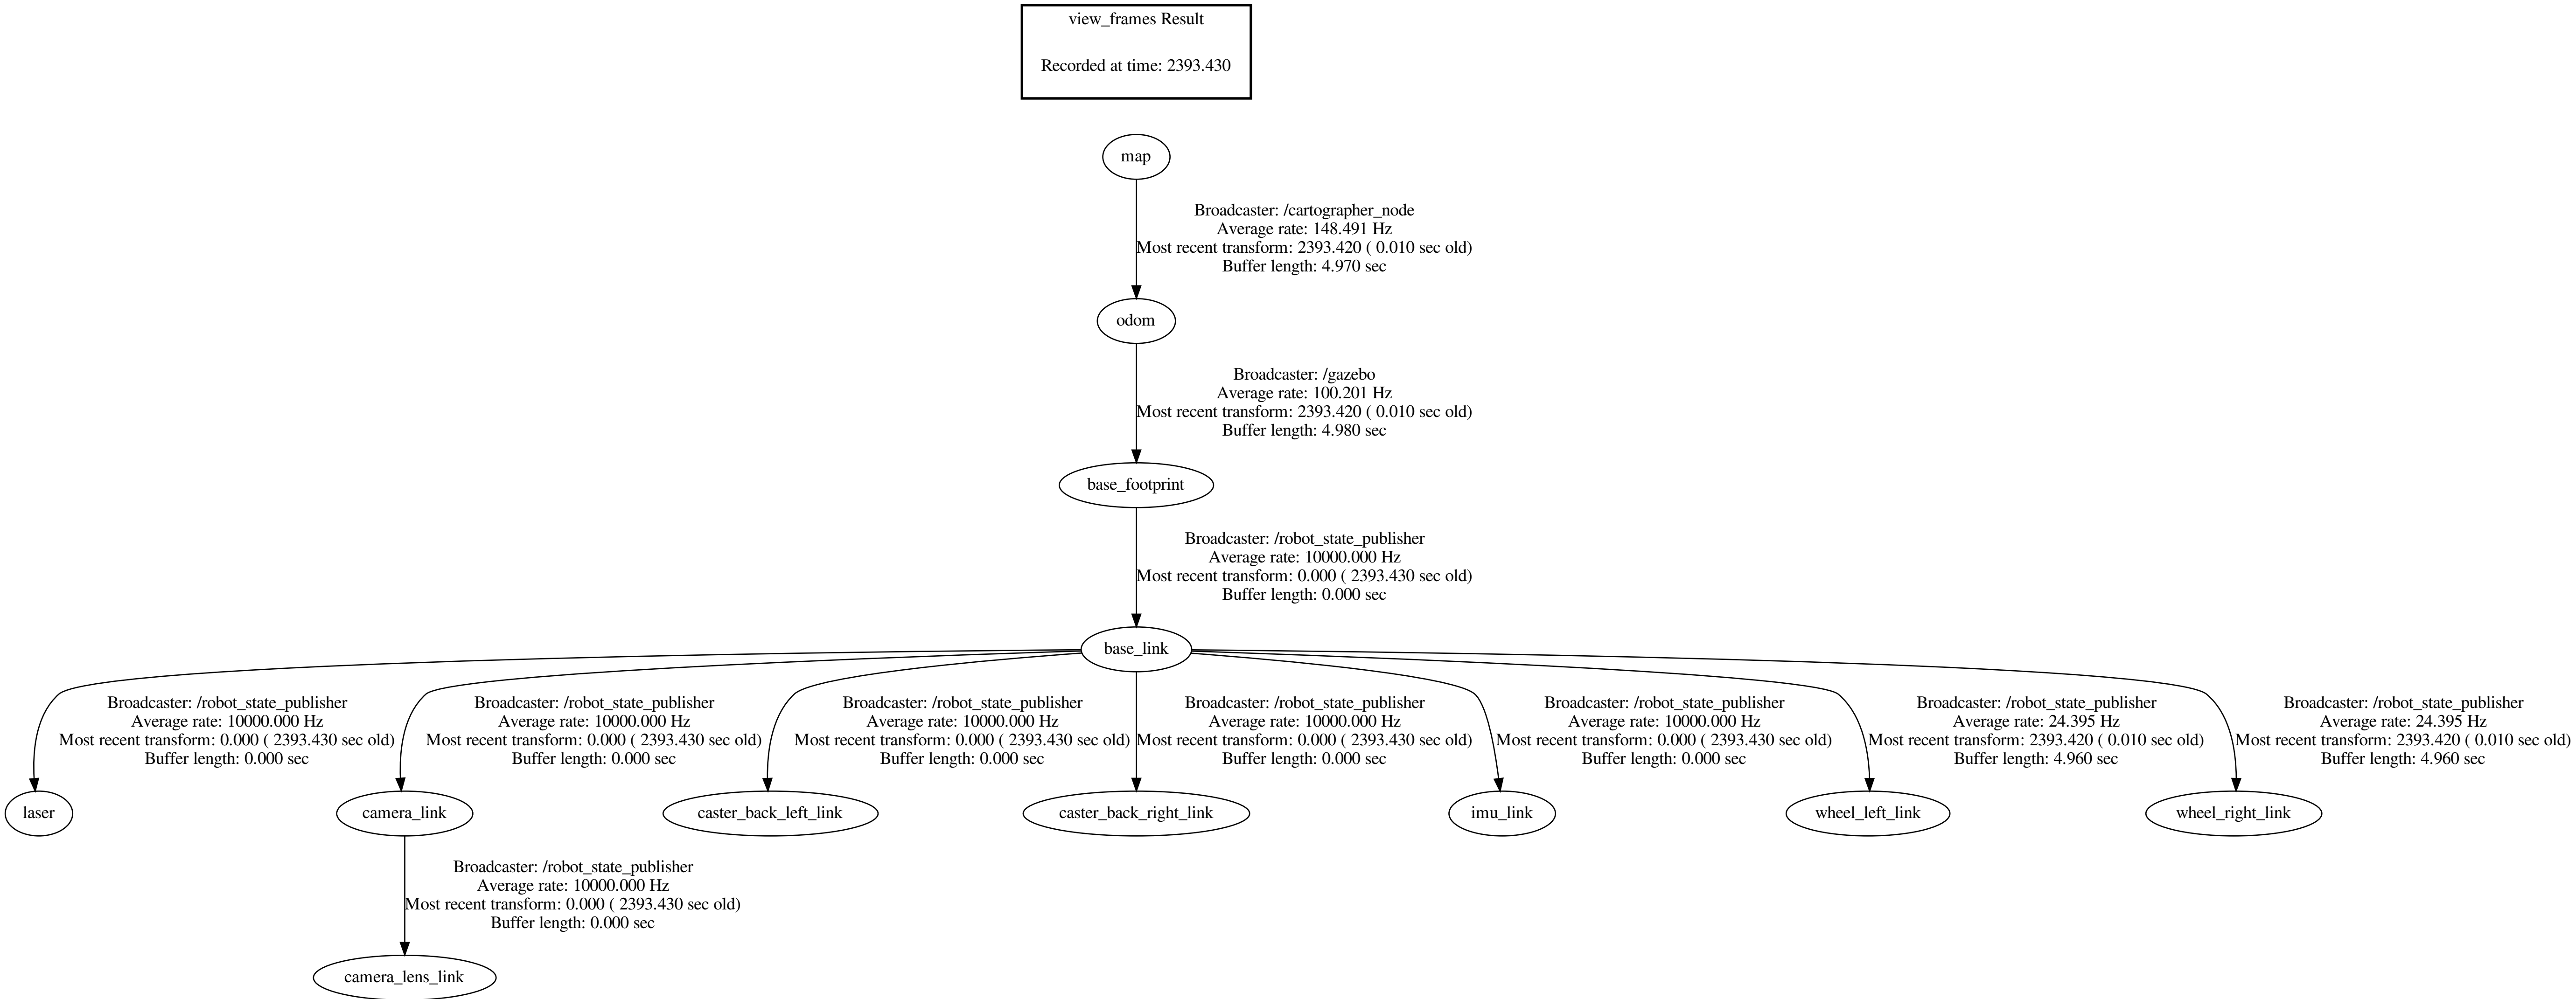 view_frames Result
Recorded at time: 2393.430
map
Broadcaster: /cartographer_node
Average rate: 148.491 Hz
Most recent transform: 2393.420 ( 0.010 sec old)
Buffer length: 4.970 sec
odom
Broadcaster: /gazebo
Average rate: 100.201 Hz
Most recent transform: 2393.420 ( 0.010 sec old)
Buffer length: 4.980 sec
base_footprint
Broadcaster: /robot_state_publisher
Average rate: 10000.000 Hz
Most recent transform: 0.000 ( 2393.430 sec old)
Buffer length: 0.000 sec
base_link
Broadcaster: /robot_state_publisher
Average rate: 10000.000 Hz
Most recent transform: 0.000 ( 2393.430 sec old)
Buffer length: 0.000 sec
Broadcaster: /robot_state_publisher
Average rate: 10000.000 Hz
Most recent transform: 0.000 ( 2393.430 sec old)
Buffer length: 0.000 sec
Broadcaster: /robot_state_publisher
Average rate: 10000.000 Hz
Most recent transform: 0.000 ( 2393.430 sec old)
Buffer length: 0.000 sec
Broadcaster: /robot_state_publisher
Average rate: 10000.000 Hz
Most recent transform: 0.000 ( 2393.430 sec old)
Buffer length: 0.000 sec
Broadcaster: /robot_state_publisher
Average rate: 10000.000 Hz
Most recent transform: 0.000 ( 2393.430 sec old)
Buffer length: 0.000 sec
Broadcaster: /robot_state_publisher
Average rate: 24.395 Hz
Most recent transform: 2393.420 ( 0.010 sec old)
Buffer length: 4.960 sec
Broadcaster: /robot_state_publisher
Average rate: 24.395 Hz
Most recent transform: 2393.420 ( 0.010 sec old)
Buffer length: 4.960 sec
laser
camera_link
caster_back_left_link
caster_back_right_link
imu_link
wheel_left_link
wheel_right_link
Broadcaster: /robot_state_publisher
Average rate: 10000.000 Hz
Most recent transform: 0.000 ( 2393.430 sec old)
Buffer length: 0.000 sec
camera_lens_link